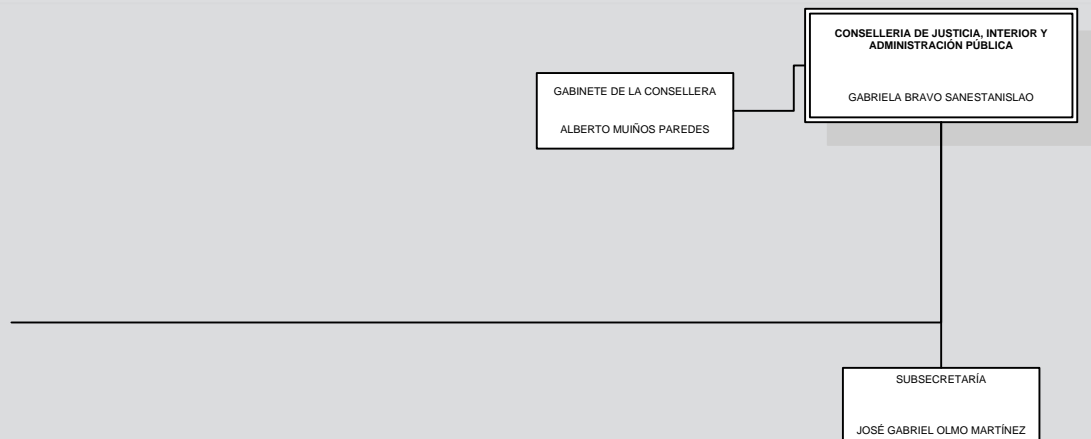 CONSELLERIA DE JUSTICIA, INTERIOR Y
ADMINISTRACIÓN PÚBLICA
GABRIELA BRAVO SANESTANISLAO
GABINETE DE LA CONSELLERA
ALBERTO MUIÑOS PAREDES
SUBSECRETARÍA
JOSÉ GABRIEL OLMO MARTÍNEZ